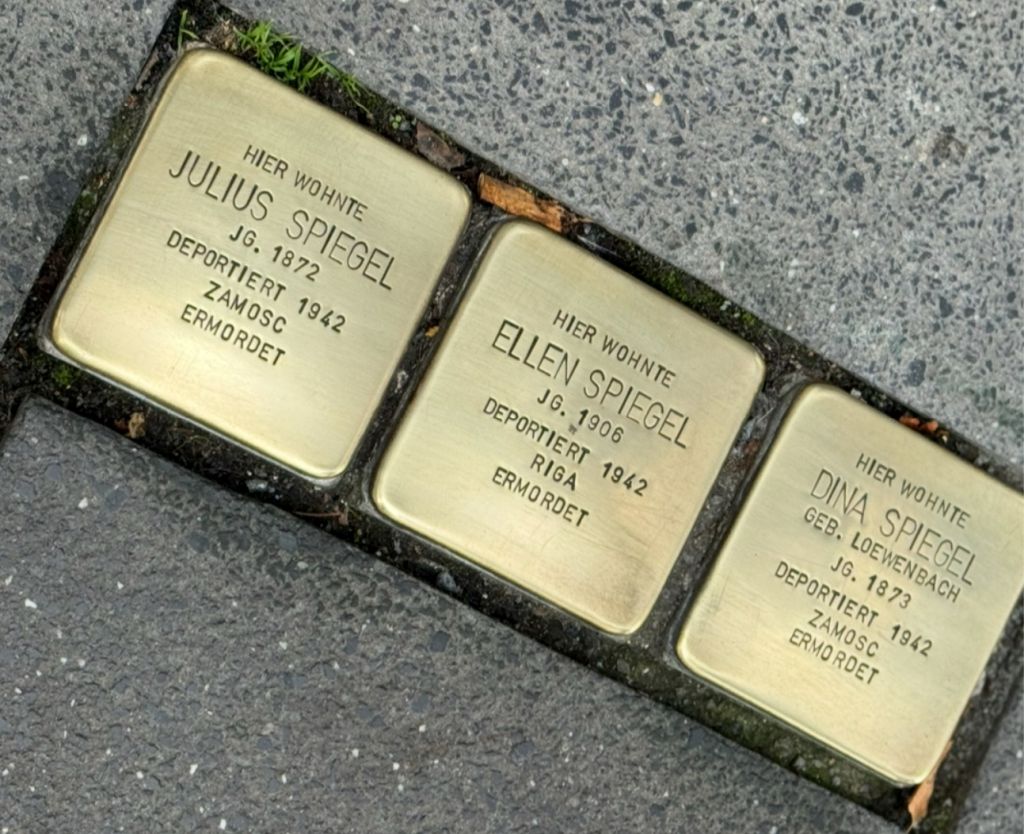 HIER WOHNTE
JULIUS SPIEGEL
JG. 1872
DEPORTIERT 1942
ZAMOSC
ERMORDET
HIER WOHNTE
ELLEN SPIEGEL
JG. 1906
DEPORTIERT 1942
RIGA
ERMORDET
HIER WOHNTE
DINA SPIEGEL
GEB. LOEWENBACH
JG. 1873
DEPORTIERT 1942
ZAMOSC
ERMORDET